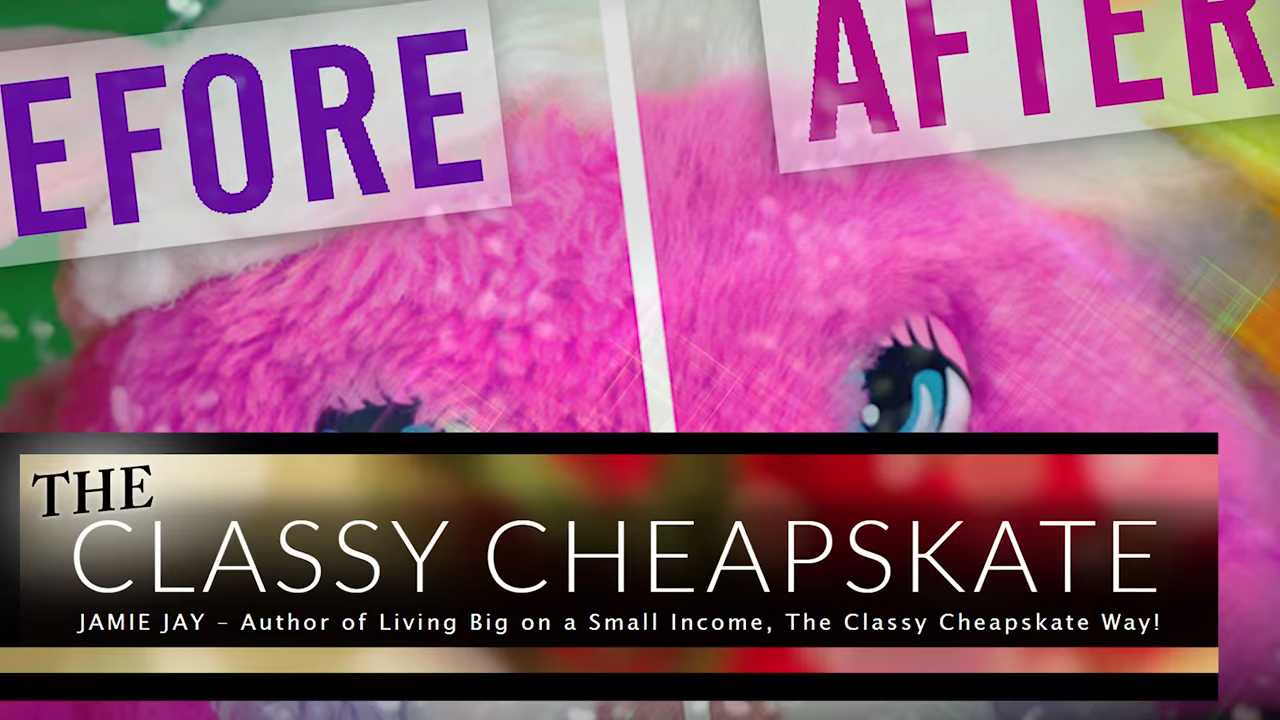 EFORE
AFTER
THE
CLASSY CHEAPSKATE
JAMIE JAY – Author of Living Big on a Small Income, The Classy Cheapskate Way!